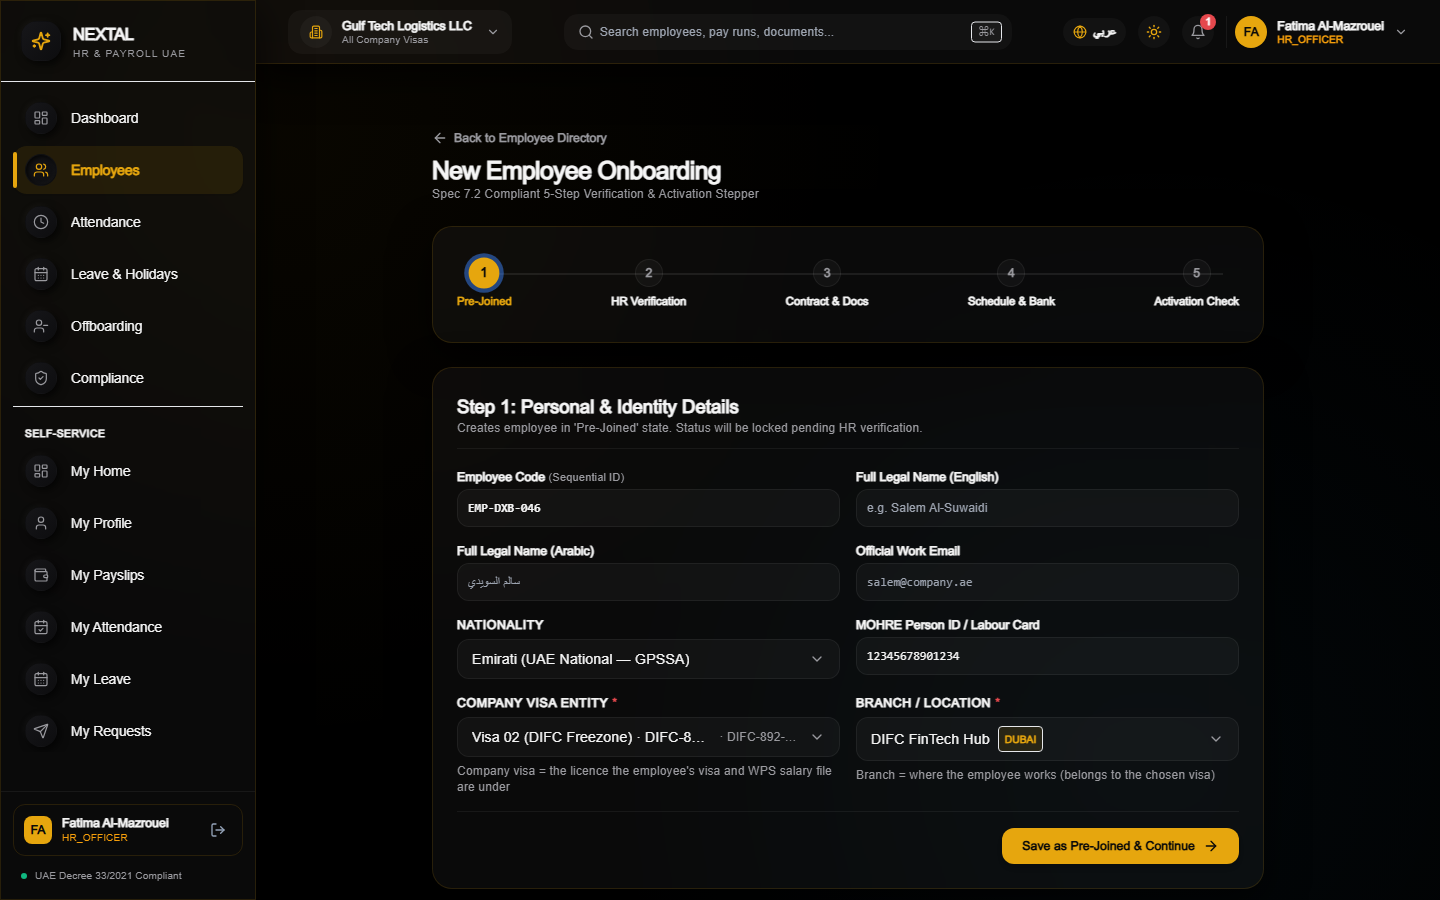 NEXTAL
HR & PAYROLL UAE
Gulf Tech Logistics LLC
All Company Visas
Search employees, pay runs, documents...
⌘K
عربي
1
FA
Fatima Al-Mazrouei
HR_OFFICER
Dashboard
Employees
Attendance
Leave & Holidays
Offboarding
Compliance
SELF-SERVICE
My Home
My Profile
My Payslips
My Attendance
My Leave
My Requests
FA
Fatima Al-Mazrouei
HR_OFFICER
UAE Decree 33/2021 Compliant
Back to Employee Directory
New Employee Onboarding
Spec 7.2 Compliant 5-Step Verification & Activation Stepper
1
2
3
4
5
Pre-Joined
HR Verification
Contract & Docs
Schedule & Bank
Activation Check
Step 1: Personal & Identity Details
Creates employee in 'Pre-Joined' state. Status will be locked pending HR verification.
Employee Code (Sequential ID)
EMP-DXB-046
Full Legal Name (English)
e.g. Salem Al-Suwaidi
Full Legal Name (Arabic)
سالم السويدي
Official Work Email
salem@company.ae
NATIONALITY
Emirati (UAE National — GPSSA)
MOHRE Person ID / Labour Card
12345678901234
COMPANY VISA ENTITY *
Visa 02 (DIFC Freezone) · DIFC-8... · DIFC-892-...
Company visa = the licence the employee's visa and WPS salary file
are under
BRANCH / LOCATION *
DIFC FinTech Hub DUBAI
Branch = where the employee works (belongs to the chosen visa)
Save as Pre-Joined & Continue